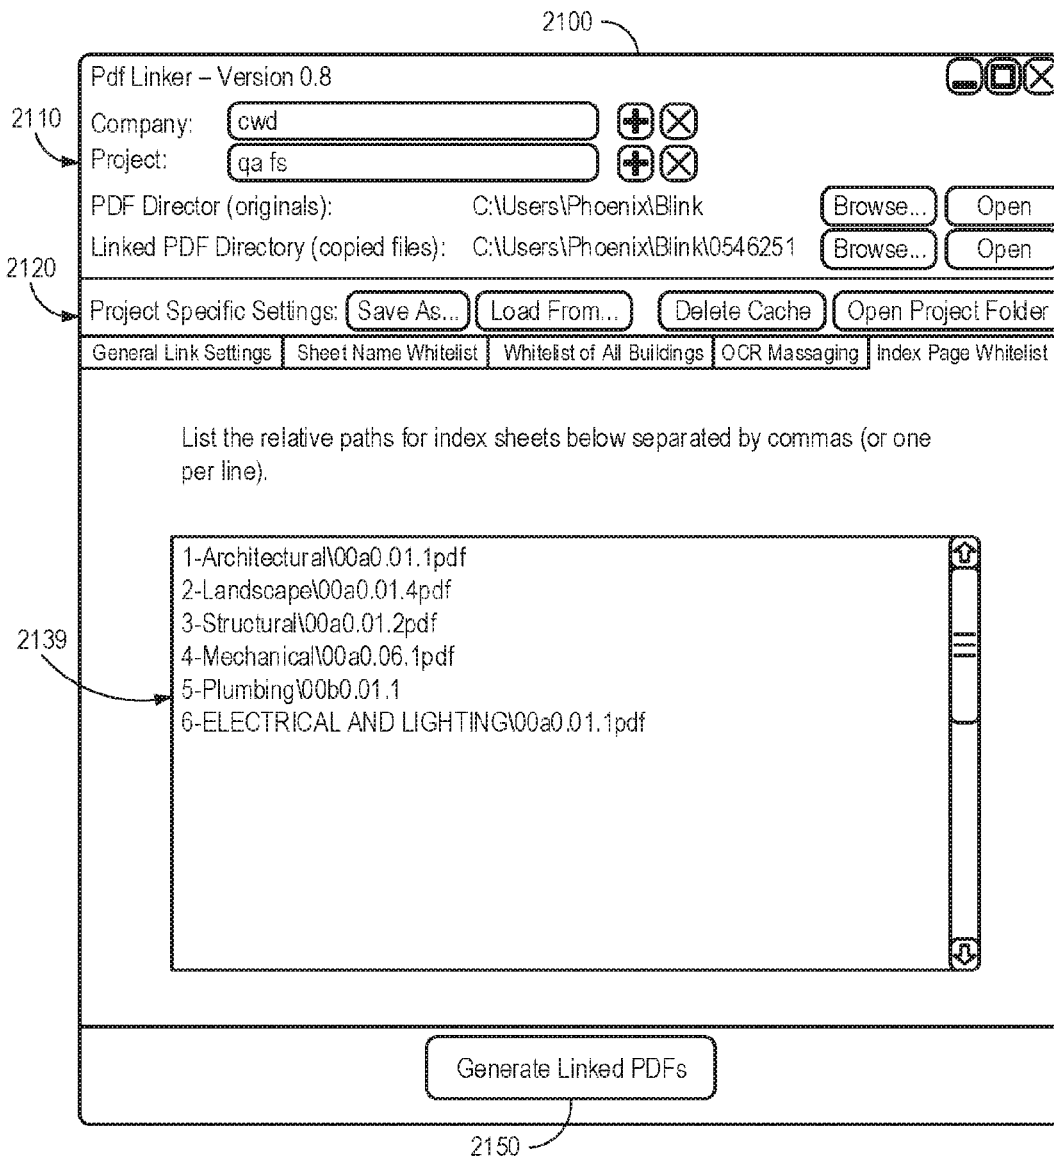 2100
Pdf Linker – Version 0.8
2110
Company: cwd
Project: qa fs
PDF Director (originals): C:\Users\Phoenix\Blink Browse... Open
Linked PDF Directory (copied files): C:\Users\Phoenix\Blink\0546251 Browse... Open
2120
Project Specific Settings: Save As... Load From... Delete Cache Open Project Folder
General Link Settings Sheet Name Whitelist Whitelist of All Buildings OCR Massaging Index Page Whitelist
List the relative paths for index sheets below separated by commas (or one
per line).
1-Architectural\00a0.01.1pdf
2-Landscape\00a0.01.4pdf
3-Structural\00a0.01.2pdf
2139
4-Mechanical\00a0.06.1pdf
5-Plumbing\00b0.01.1
6-ELECTRICAL AND LIGHTING\00a0.01.1pdf
Generate Linked PDFs
2150